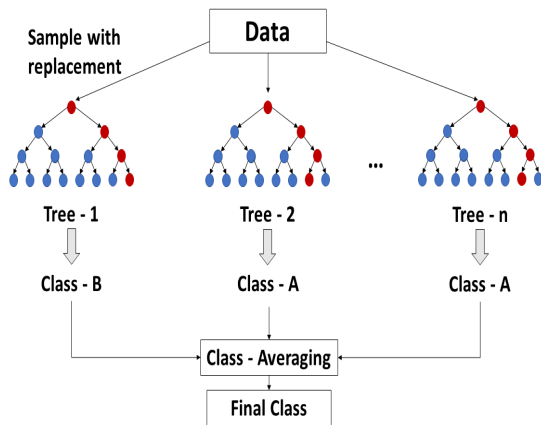 Data
Sample with
replacement
...
Tree - 1
Tree - 2
Tree - n
Class - B
Class - A
Class - A
Class - Averaging
Final Class